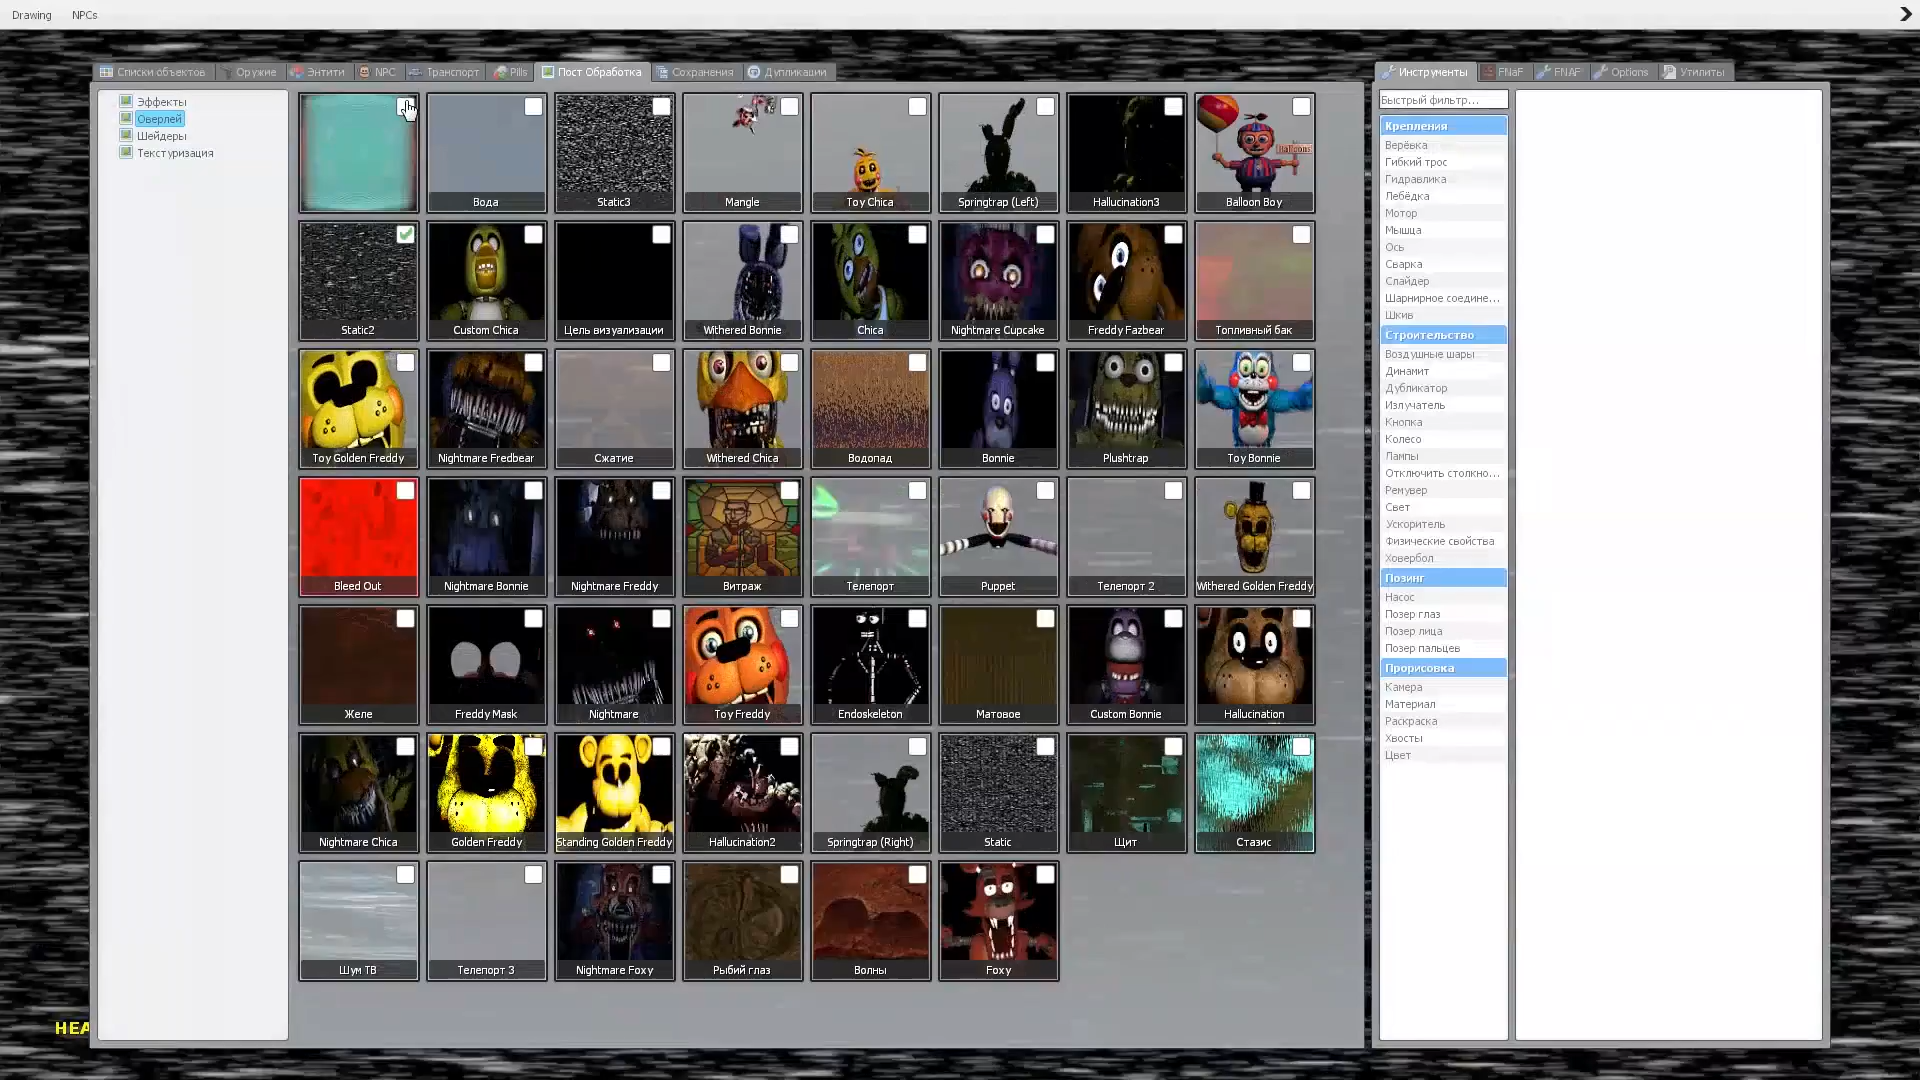 Drawing NPCs
Списки объектов Оружие Энтити NPC Транспорт Pills Пост Обработка Сохранения Дупликации
Инструменты FNaF FNAF Options Утилиты
Эффекты
Оверлей
Шейдеры
Текстуризация
Вода Static3 Mangle Toy Chica Springtrap (Left) Hallucination3 Balloon Boy
Balloons!
Static2 Custom Chica Цель визуализации Withered Bonnie Chica Nightmare Cupcake Freddy Fazbear Топливный бак
Toy Golden Freddy Nightmare Fredbear Сжатие Withered Chica Водопад Bonnie Plushtrap Toy Bonnie
Bleed Out Nightmare Bonnie Nightmare Freddy Витраж Телепорт Puppet Телепорт 2 Withered Golden Freddy
Желе Freddy Mask Nightmare Toy Freddy Endoskeleton Матовое Custom Bonnie Hallucination
Nightmare Chica Golden Freddy Standing Golden Freddy Hallucination2 Springtrap (Right) Static Щит Стазис
Шум ТВ Телепорт 3 Nightmare Foxy Рыбий глаз Волны Foxy
HEA
Быстрый фильтр...
Крепления
Верёвка
Гибкий трос
Гидравлика
Лебёдка
Мотор
Мышца
Ось
Сварка
Слайдер
Шарнирное соедине...
Шкив
Строительство
Воздушные шары
Динамит
Дубликатор
Излучатель
Кнопка
Колесо
Лампы
Отключить столкно...
Ремувер
Свет
Ускоритель
Физические свойства
Ховербол
Позинг
Насос
Позер глаз
Позер лица
Позер пальцев
Прорисовка
Камера
Материал
Раскраска
Хвосты
Цвет